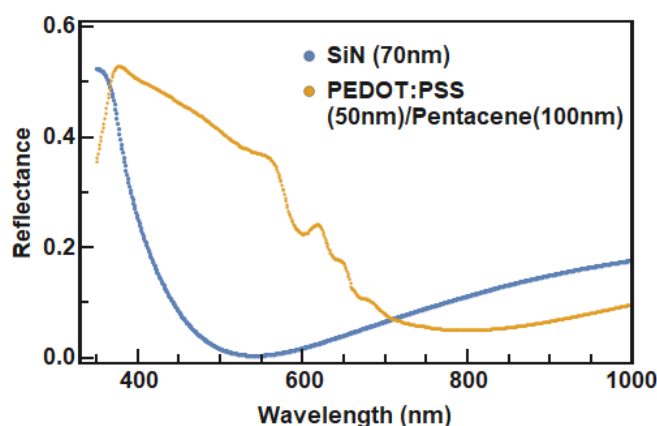 0.6
SiN (70nm)
PEDOT:PSS
(50nm)/Pentacene(100nm)
0.4
Reflectance
0.2
0.0
400 600 800 1000
Wavelength (nm)